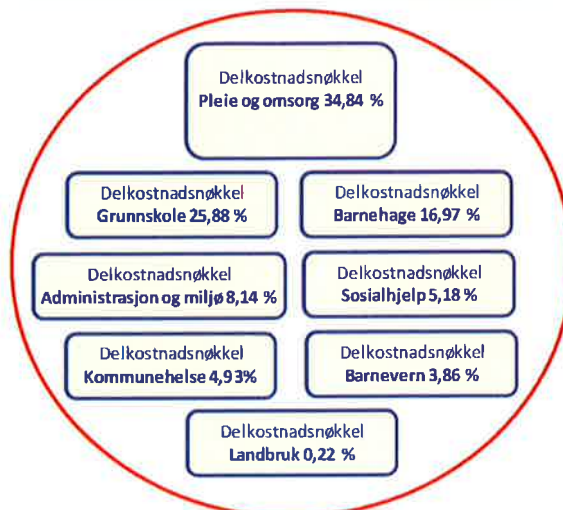 Delkostnadsnøkkel
Pleie og omsorg 34,84 %
Delkostnadsnøkkel
Grunnskole 25,88 %
Delkostnadsnøkkel
Barnehage 16,97 %
Delkostnadsnøkkel
Administrasjon og miljø 8,14 %
Delkostnadsnøkkel
Sosialhjelp 5,18 %
Delkostnadsnøkkel
Kommunehelse 4,93%
Delkostnadsnøkkel
Barnevern 3,86 %
Delkostnadsnøkkel
Landbruk 0,22 %